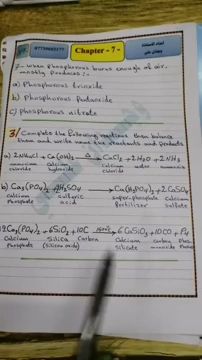 Chapter - 7 -
2- when Phosphorous burns enough of air.
mostly Produces :-
a) Phosphorous trioxide
b) Phosphorous Pentoxide
c) Phosphorous nitrate
3/ Complete the following reactions then balance
them and write names the reactants and Products
a) 2NH4Cl + Ca(OH)2 Δ→ CaCl2 + 2H2O + 2NH3
calcium calcium water
chloride hydroxide chloride
b) Ca3(PO4)2 + 2H2SO4 → Ca(H2PO4)2 + 2CaSO4
calcium sulfuric super phosphate calcium
phosphate acid fertilizer sulfate
2Ca3(PO4)2 + 6SiO2 + 10C → 6CaSiO3 + 10CO + P4
Calcium Silica Carbon Calcium carbon
Phosphate (silicon oxide) silicate